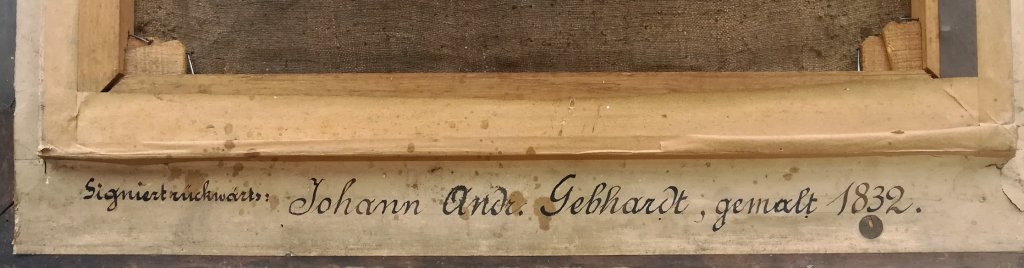 Signiert rückwärts: Johann Andr. Gebhardt, gemalt 1832.